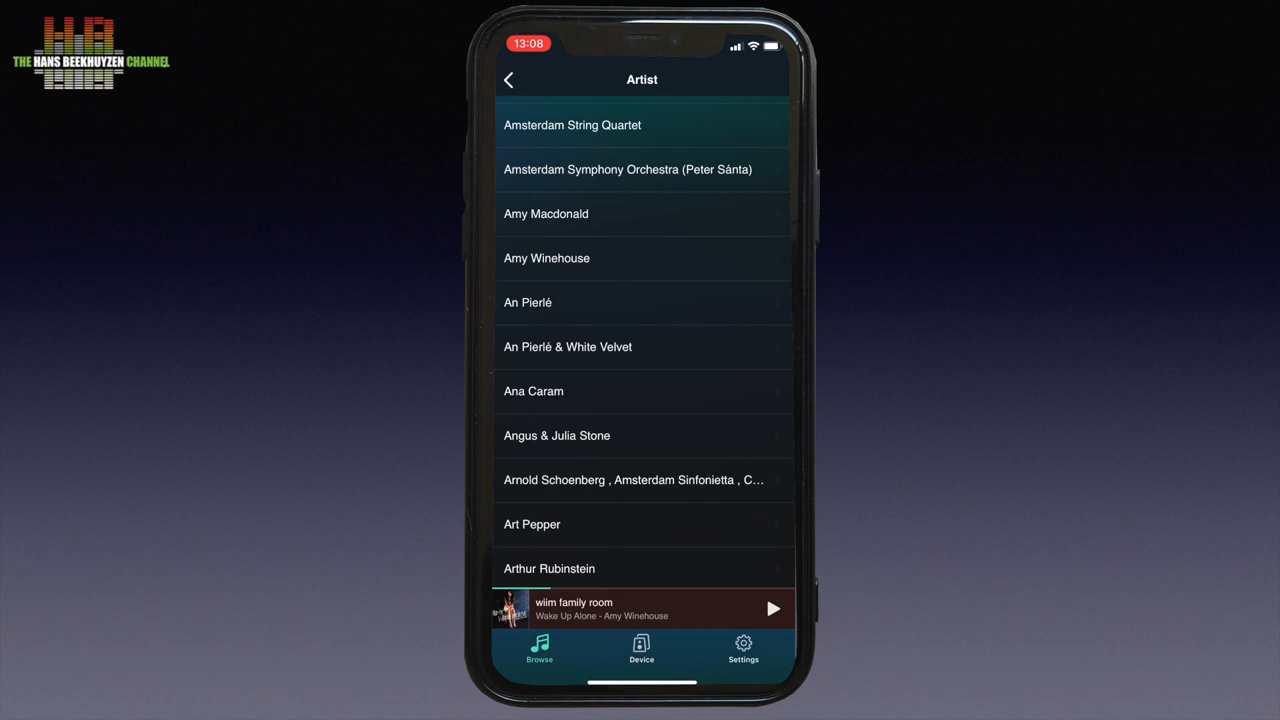 THE HANS BEEKHUYZEN CHANNEL
13:08
Artist
Amsterdam String Quartet
Amsterdam Symphony Orchestra (Peter Sánta)
Amy Macdonald
Amy Winehouse
An Pierlé
An Pierlé & White Velvet
Ana Caram
Angus & Julia Stone
Arnold Schoenberg , Amsterdam Sinfonietta , C…
Art Pepper
Arthur Rubinstein
wiim family room
Wake Up Alone - Amy Winehouse
Browse Device Settings